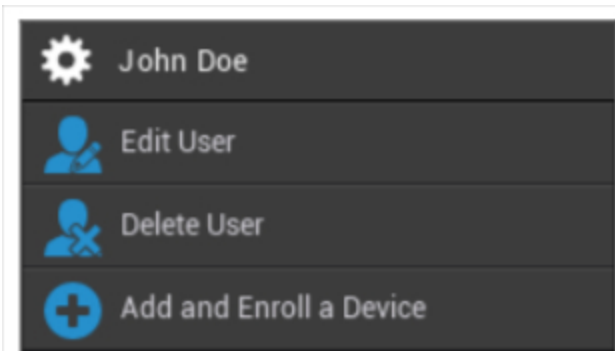 John Doe
Edit User
Delete User
Add and Enroll a Device